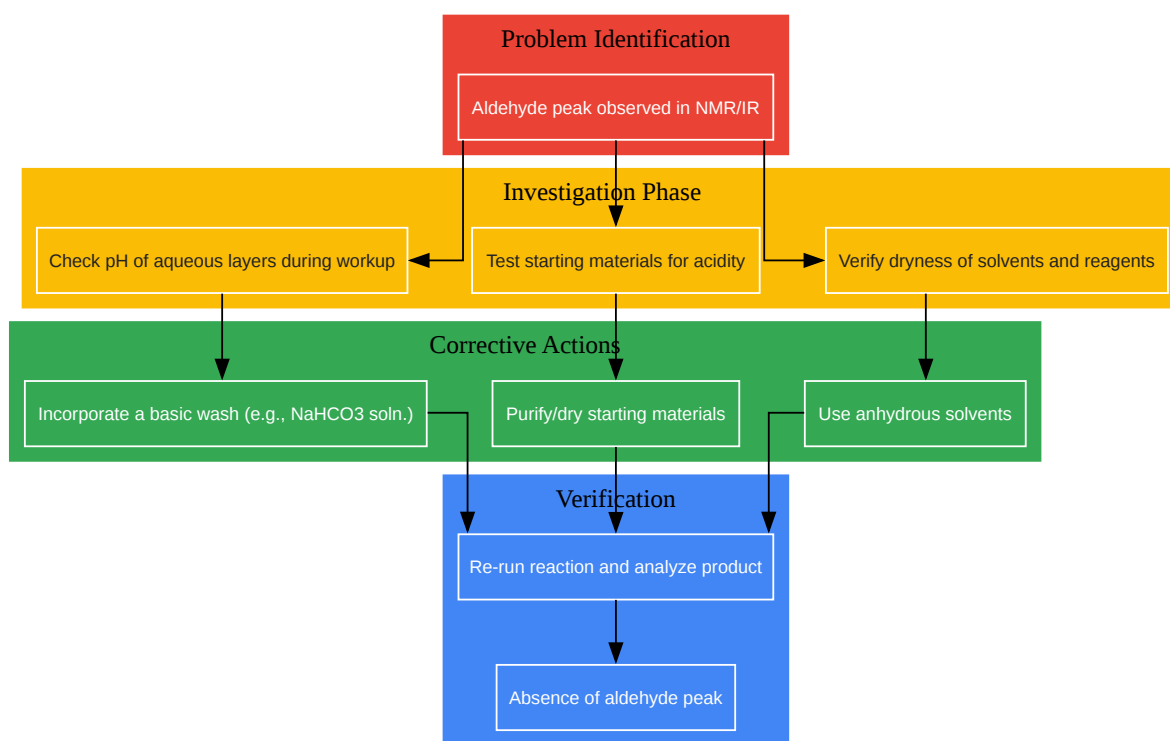 Problem Identification
Aldehyde peak observed in NMR/IR
Investigation Phase
Check pH of aqueous layers during workup
Test starting materials for acidity
Verify dryness of solvents and reagents
Corrective Actions
Incorporate a basic wash (e.g., NaHCO3 soln.)
Purify/dry starting materials
Use anhydrous solvents
Verification
Re-run reaction and analyze product
Absence of aldehyde peak